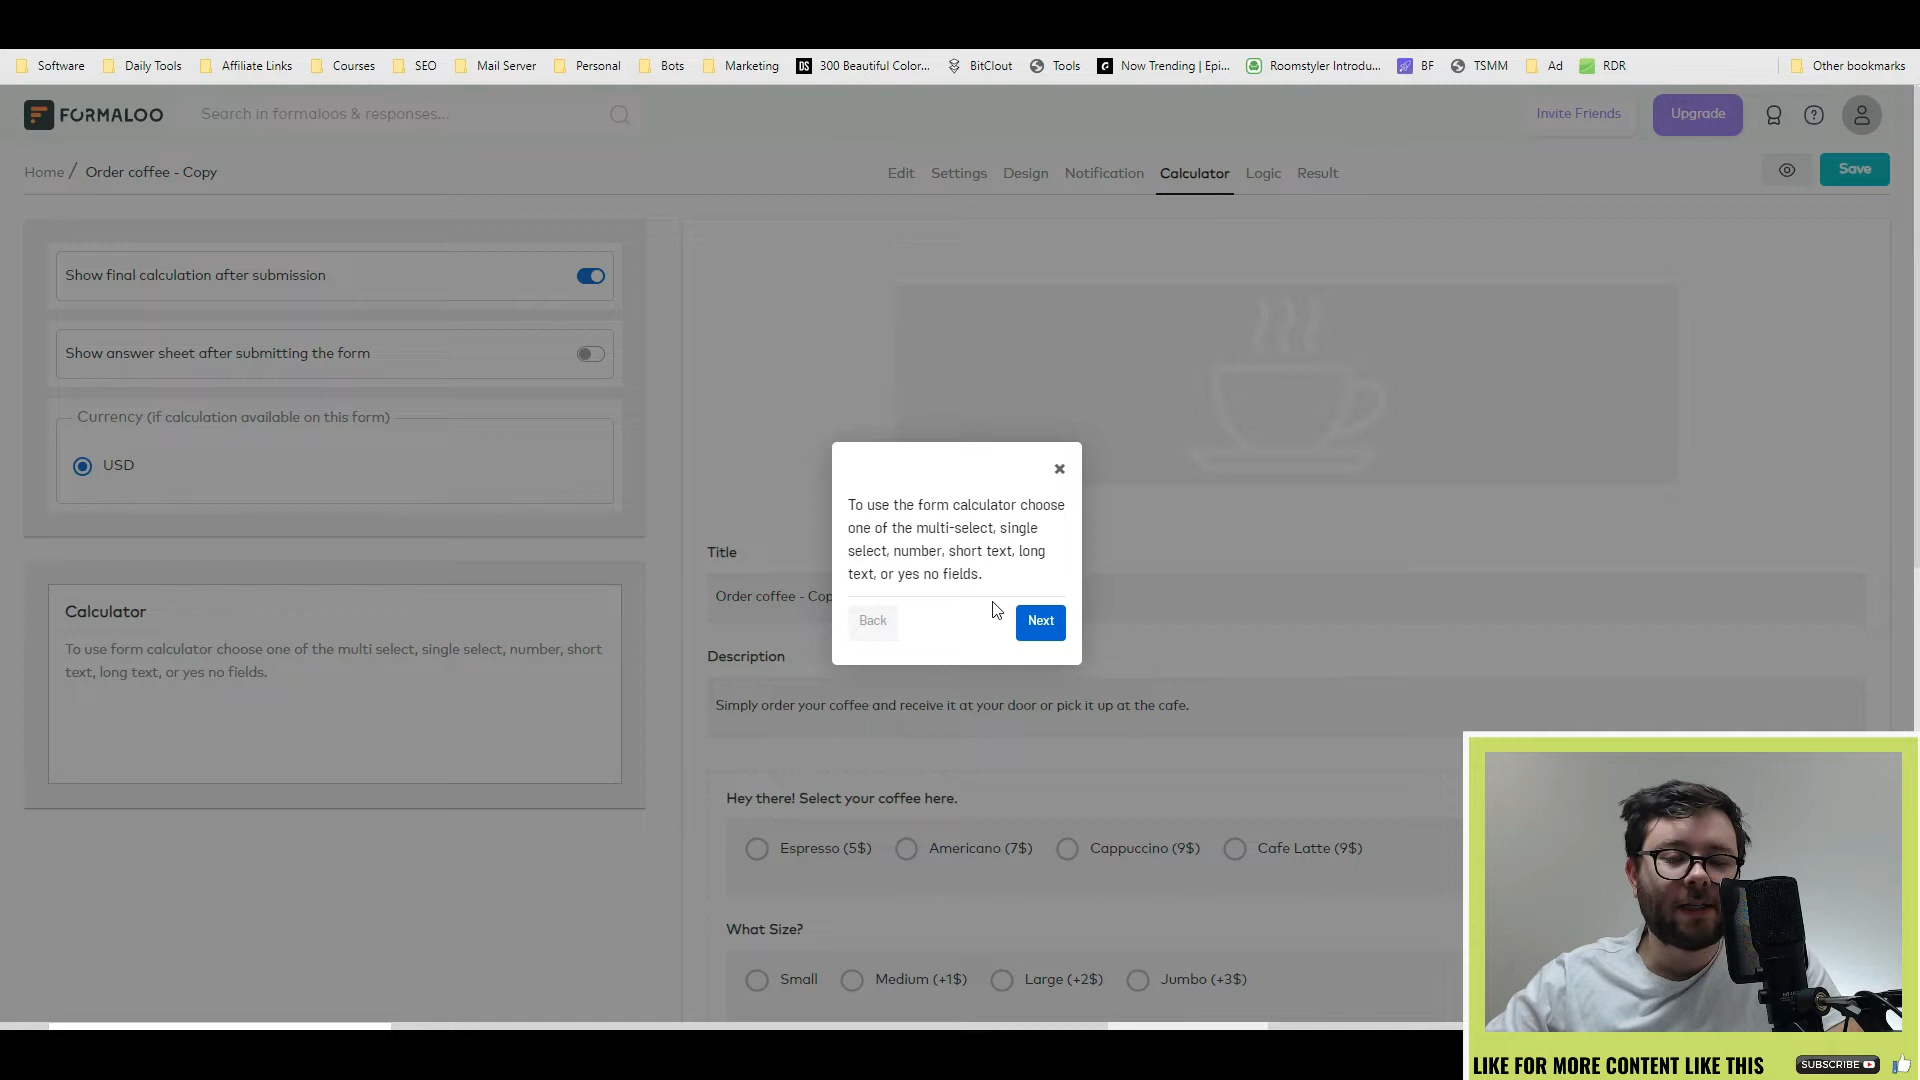 Software Daily Tools Affiliate Links Courses SEO Mail Server Personal Bots Marketing DS 300 Beautiful Color... BitClout Tools Now Trending | Epi... Roomstyler Introdu... BF TSMM Ad RDR Other bookmarks
FORMALOO Search in formaloos & responses... Invite Friends Upgrade
Home / Order coffee - Copy Edit Settings Design Notification Calculator Logic Result Save
Show final calculation after submission
Show answer sheet after submitting the form
Currency (if calculation available on this form)
USD
Calculator
To use form calculator choose one of the multi select, single select, number, short
text, long text, or yes no fields.
To use the form calculator choose
one of the multi-select, single
select, number, short text, long
text, or yes no fields.
Back Next
Title
Order coffee - Cop
Description
Simply order your coffee and receive it at your door or pick it up at the cafe.
Hey there! Select your coffee here.
Espresso (5$) Americano (7$) Cappuccino (9$) Cafe Latte (9$)
What Size?
Small Medium (+1$) Large (+2$) Jumbo (+3$)
LIKE FOR MORE CONTENT LIKE THIS SUBSCRIBE